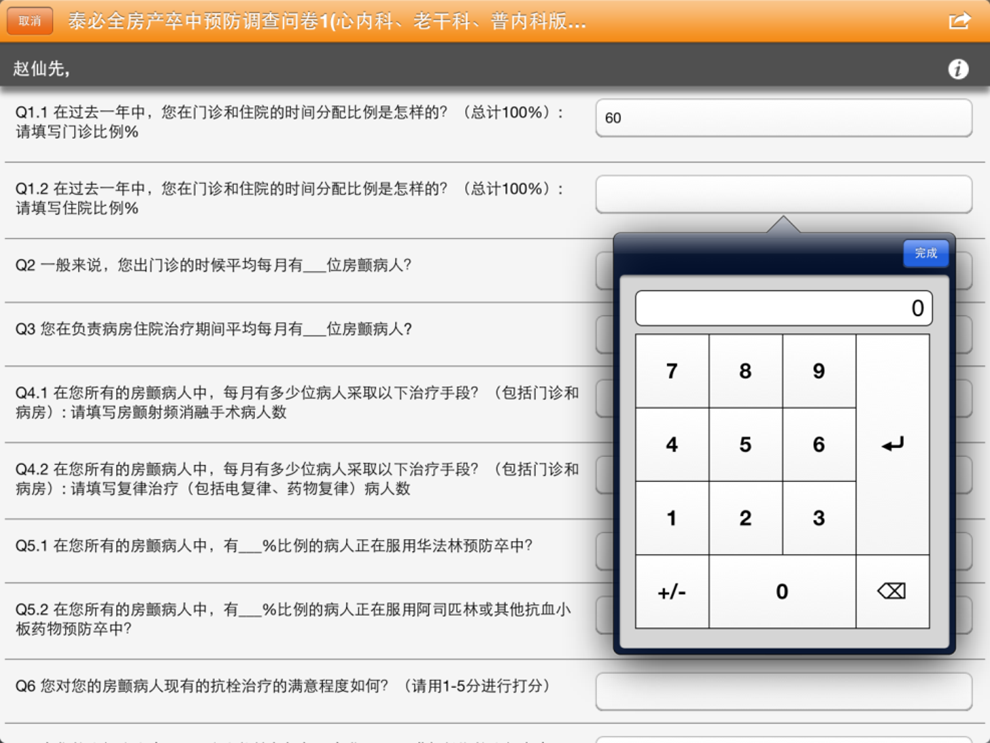 取消
泰必全房产卒中预防调查问卷1(心内科、老干科、普内科版...
赵仙先,
Q1.1 在过去一年中，您在门诊和住院的时间分配比例是怎样的？（总计100%）:
请填写门诊比例%
60
Q1.2 在过去一年中，您在门诊和住院的时间分配比例是怎样的？（总计100%）:
请填写住院比例%
Q2 一般来说，您出门诊的时候平均每月有___位房颤病人?
Q3 您在负责病房住院治疗期间平均每月有___位房颤病人?
Q4.1 在您所有的房颤病人中，每月有多少位病人采取以下治疗手段？（包括门诊和
病房）: 请填写房颤射频消融手术病人数
Q4.2 在您所有的房颤病人中，每月有多少位病人采取以下治疗手段？（包括门诊和
病房）: 请填写复律治疗（包括电复律、药物复律）病人数
Q5.1 在您所有的房颤病人中，有___%比例的病人正在服用华法林预防卒中?
Q5.2 在您所有的房颤病人中，有___%比例的病人正在服用阿司匹林或其他抗血小
板药物预防卒中?
Q6 您对您的房颤病人现有的抗栓治疗的满意程度如何？（请用1-5分进行打分）
完成
0
7 8 9
4 5 6
1 2 3
+/- 0